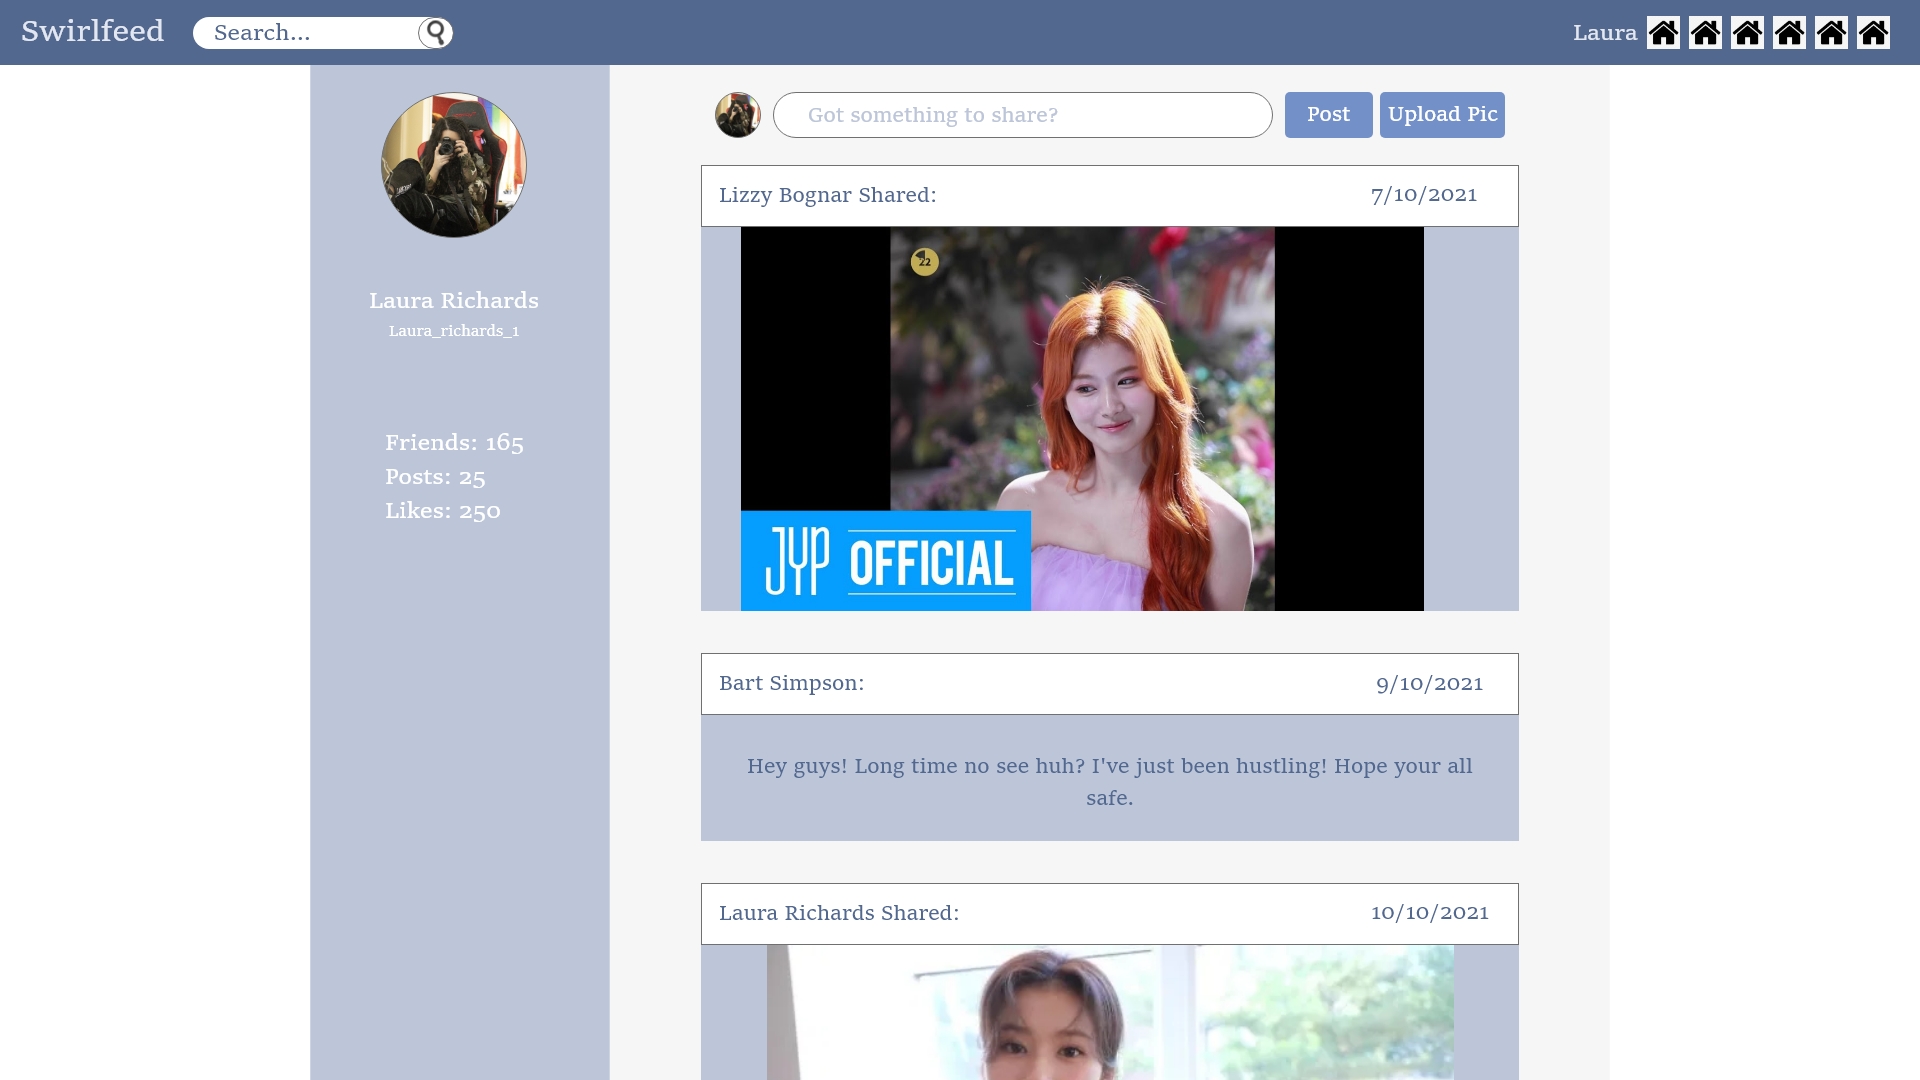 Swirlfeed
Search...
Laura
Laura Richards
Laura_richards_1
Friends: 165
Posts: 25
Likes: 250
Got something to share?
Post
Upload Pic
Lizzy Bognar Shared:
7/10/2021
22
JYP OFFICIAL
Bart Simpson:
9/10/2021
Hey guys! Long time no see huh? I've just been hustling! Hope your all
safe.
Laura Richards Shared:
10/10/2021